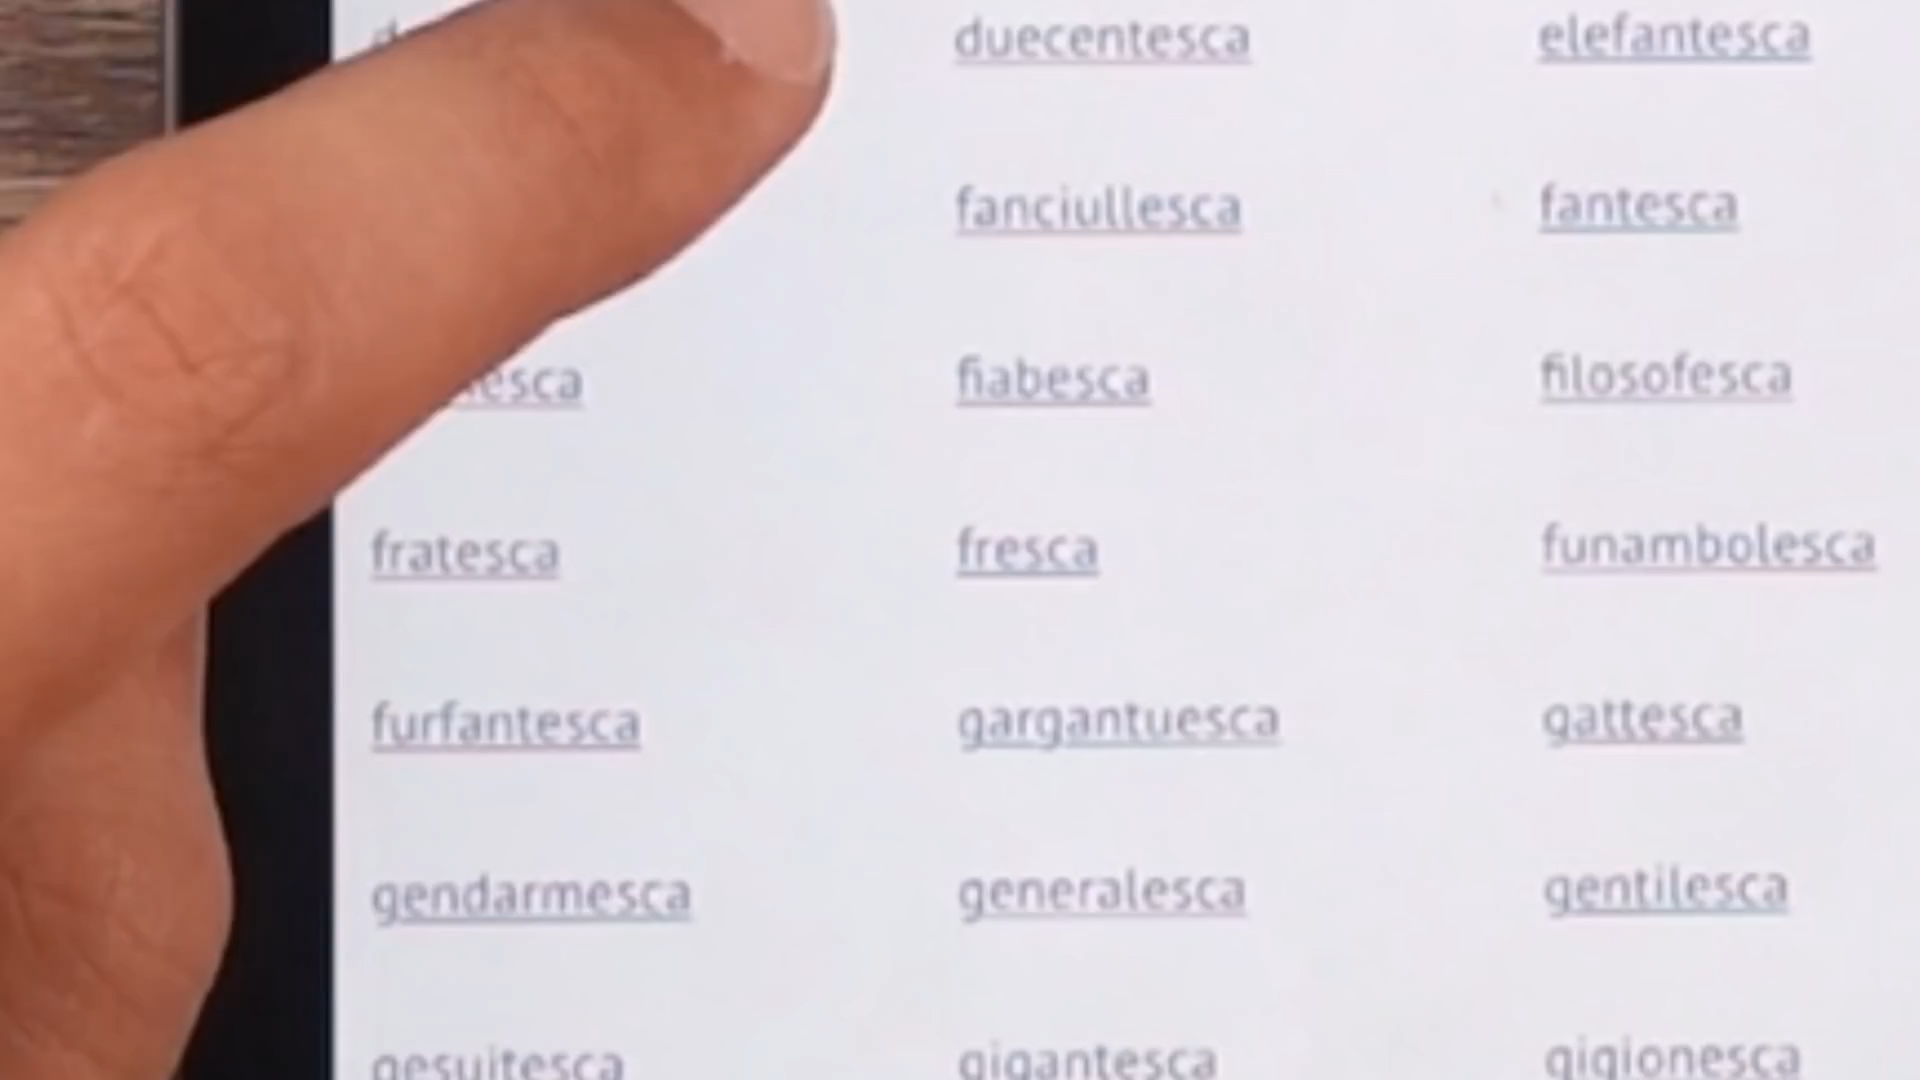 duecentesca elefantesca
fanciullesca fantesca
fiabesca filosofesca
fratesca fresca funambolesca
furfantesca gargantuesca gattesca
gendarmesca generalesca gentilesca
gesuitesca gigantesca gigionesca